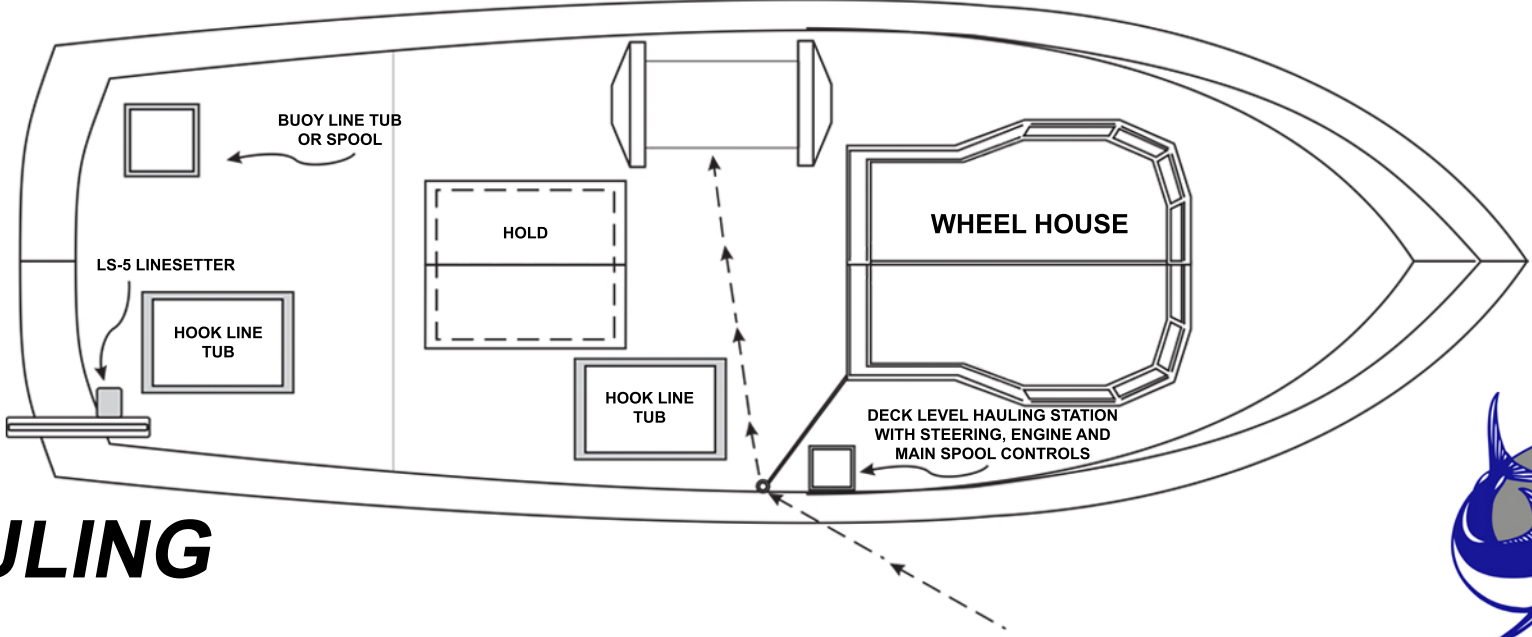 BUOY LINE TUB
OR SPOOL
HOLD
WHEEL HOUSE
LS-5 LINESETTER
HOOK LINE
TUB
HOOK LINE
TUB
DECK LEVEL HAULING STATION
WITH STEERING, ENGINE AND
MAIN SPOOL CONTROLS
ULING